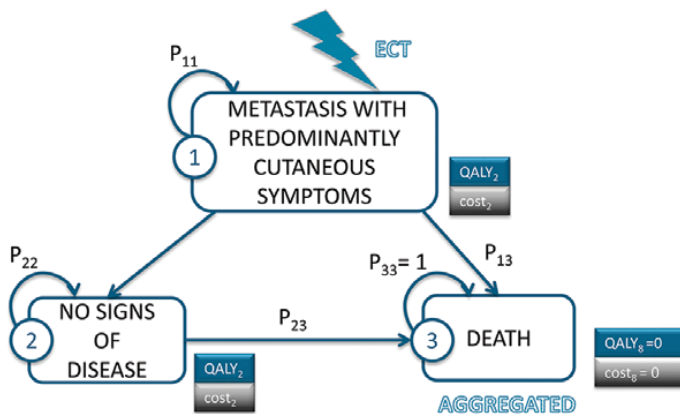 ECT
P₁₁
METASTASIS WITH
PREDOMINANTLY
CUTANEOUS
SYMPTOMS
1
QALY₂
cost₂
P₂₂
P₃₃= 1
P₁₃
NO SIGNS
OF
DISEASE
2
P₂₃
3
DEATH
QALY₈=0
cost₈ = 0
QALY₂
cost₂
AGGREGATED